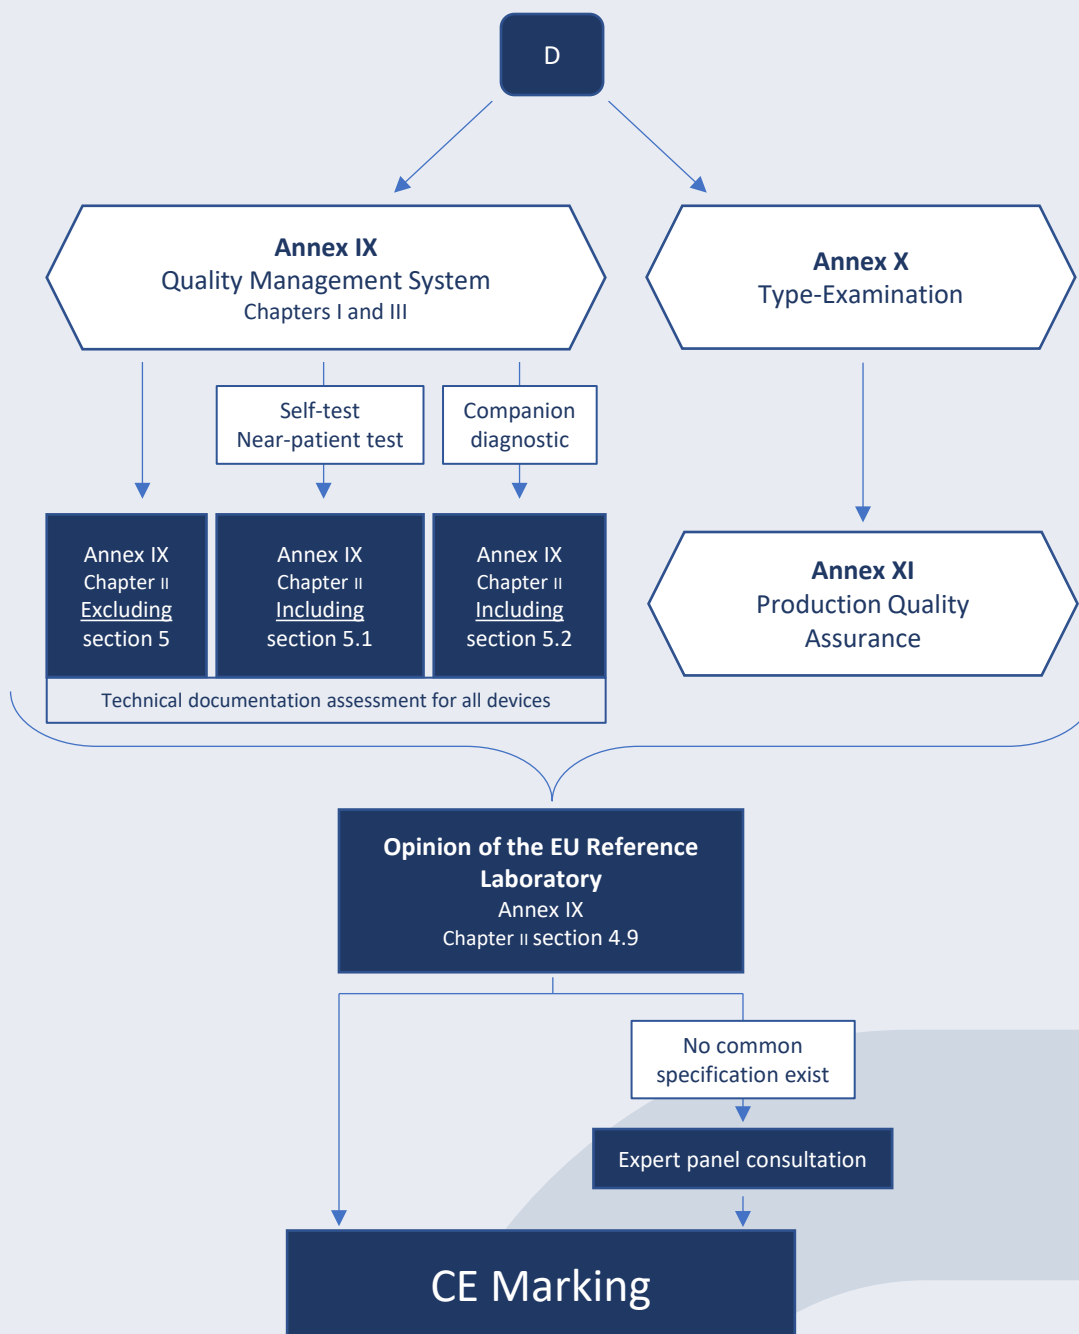 D
Annex IX
Quality Management System
Chapters I and III
Annex X
Type-Examination
Self-test
Near-patient test
Companion
diagnostic
Annex IX
Chapter II
Excluding
section 5
Annex IX
Chapter II
Including
section 5.1
Annex IX
Chapter II
Including
section 5.2
Annex XI
Production Quality
Assurance
Technical documentation assessment for all devices
Opinion of the EU Reference
Laboratory
Annex IX
Chapter II section 4.9
No common
specification exist
Expert panel consultation
CE Marking